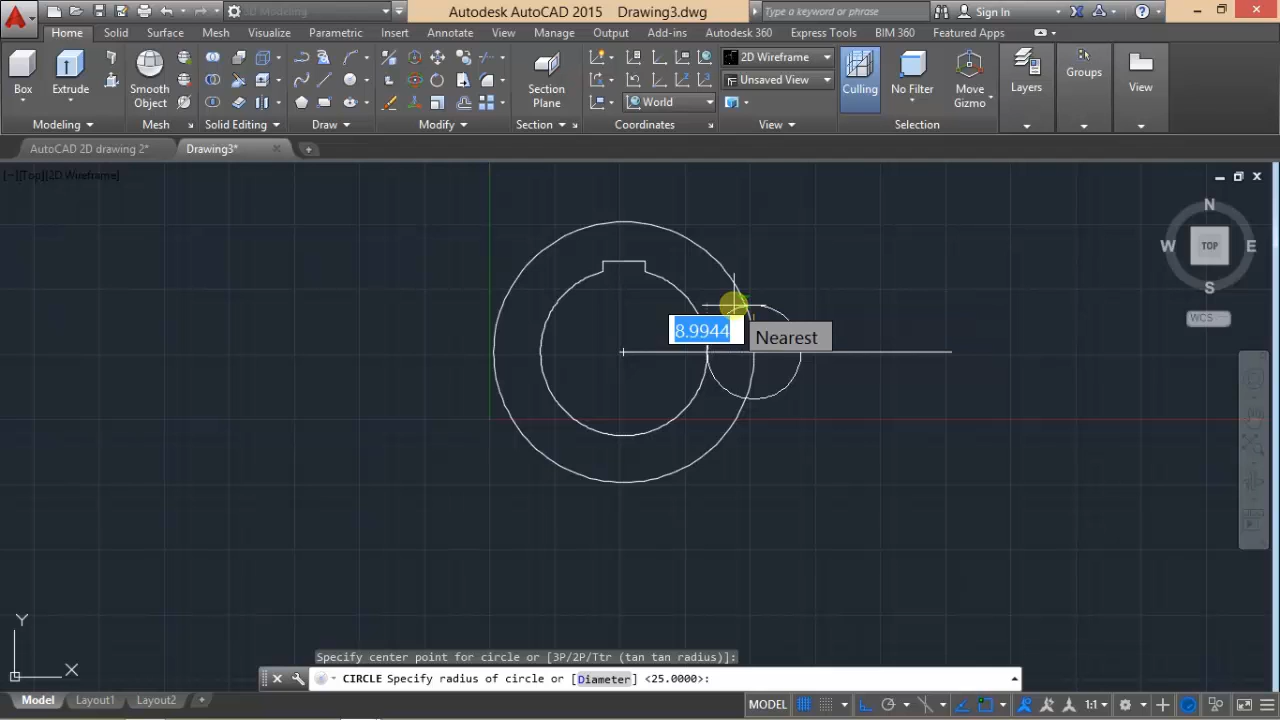 3D Modeling
Autodesk AutoCAD 2015 Drawing3.dwg
Type a keyword or phrase
Sign In
Home Solid Surface Mesh Visualize Parametric Insert Annotate View Manage Output Add-ins Autodesk 360 Express Tools BIM 360 Featured Apps
2D Wireframe
Unsaved View
World
Box Extrude Smooth Object Section Plane Culling No Filter Move Gizmo Layers Groups View
Modeling Mesh Solid Editing Draw Modify Section Coordinates View Selection
AutoCAD 2D drawing 2* Drawing3*
[−][Top][2D Wireframe]
N
W TOP E
S
WCS
8.9944
Nearest
Y
X
Specify center point for circle or [3P/2P/Ttr (tan tan radius)]:
CIRCLE Specify radius of circle or [Diameter] <25.0000>:
Model Layout1 Layout2 +
MODEL 1:1